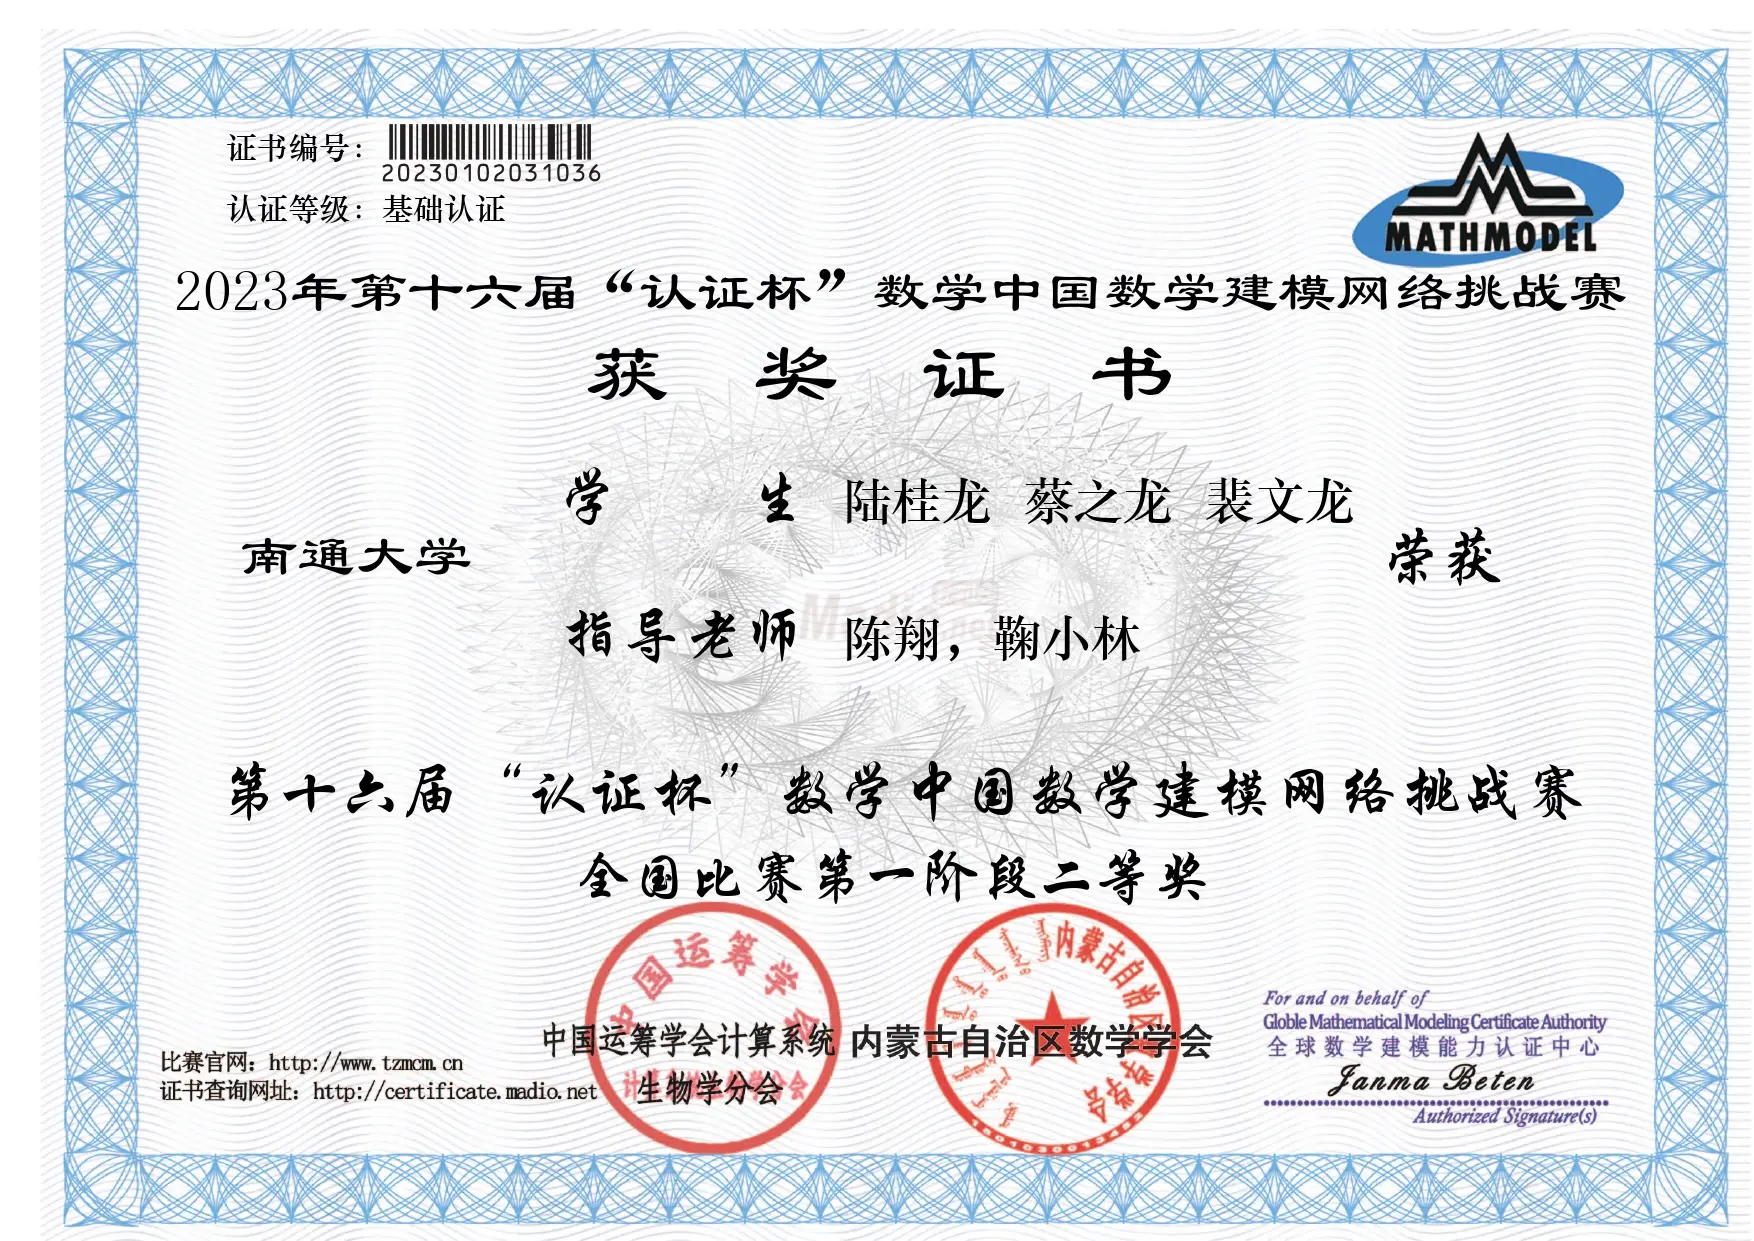 证书编号：
20230102031036
认证等级：基础认证
MATHMODEL
2023年第十六届“认证杯”数学中国数学建模网络挑战赛
获奖证书
学生 陆桂龙 蔡之龙 裴文龙
南通大学
荣获
指导老师 陈翔，鞠小林
第十六届“认证杯”数学中国数学建模网络挑战赛
全国比赛第一阶段二等奖
中国运筹学会
计算系统生物学分会
内蒙古自治区数学学会
中国运筹学会计算系统
生物学分会
内蒙古自治区数学学会
比赛官网：http://www.tzmcm.cn
证书查询网址：http://certificate.madio.net
For and on behalf of
Globle Mathematical Modeling Certificate Authority
全球数学建模能力认证中心
Janma Beten
Authorized Signature(s)